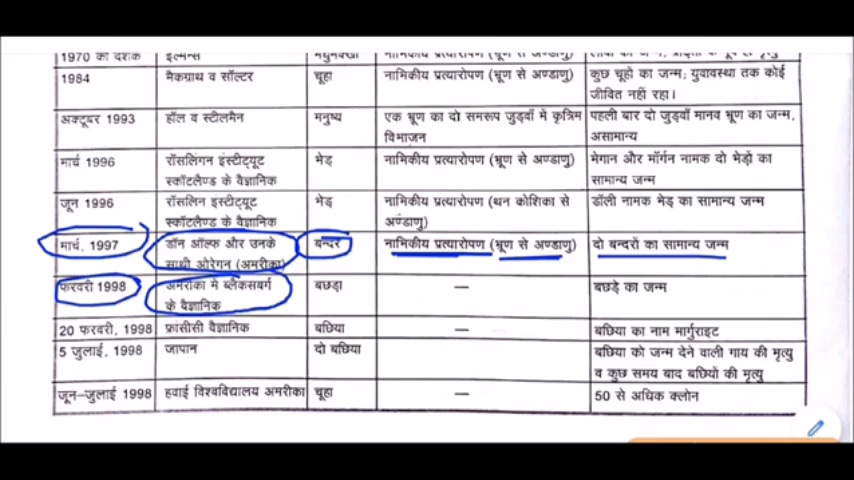 1970 का दशक
1984 मैकग्राथ व सॉल्टर चूहा नामिकीय प्रत्यारोपण (भ्रूण से अण्डाणु) कुछ चूहो का जन्म; युवावस्था तक कोई
जीवित नहीं रहा।
अक्टूबर 1993 हॉल व स्टीलमैन मनुष्य एक भ्रूण का दो समरूप जुड़वाँ मे कृत्रिम पहली बार दो जुड़वाँ मानव भ्रूण का जन्म,
विभाजन असामान्य
मार्च 1996 रॉसलिंगन इंस्टीट्यूट भेड़ नामिकीय प्रत्यारोपण (भ्रूण से अण्डाणु) मेगान और मॉर्गन नामक दो भेड़ों का
स्कॉटलैण्ड के वैज्ञानिक सामान्य जन्म
जून 1996 रॉसलिन इन्स्टीट्यूट भेड़ नामकीय प्रत्यारोपण (थन कोशिका से डॉली नामक भेड़ का सामान्य जन्म
स्कॉटलैण्ड के वैज्ञानिक अण्डाणु)
मार्च, 1997 डॉन ऑल्फ और उनके बन्दर नामिकीय प्रत्यारोपण (भ्रूण से अण्डाणु) दो बन्दरों का सामान्य जन्म
साथी ओरेगन (अमरीका)
फरवरी 1998 अमरीका मे ब्लैकसबर्ग बछड़ा — बछड़े का जन्म
के वैज्ञानिक
20 फरवरी, 1998 फ्रांसीसी वैज्ञानिक बछिया — बछिया का नाम मार्गुराइट
5 जुलाई, 1998 जापान दो बछिया बछिया को जन्म देने वाली गाय की मृत्यु
व कुछ समय बाद बछियों की मृत्यु
जून–जुलाई 1998 हवाई विश्वविद्यालय अमरीका चूहा — 50 से अधिक क्लोन